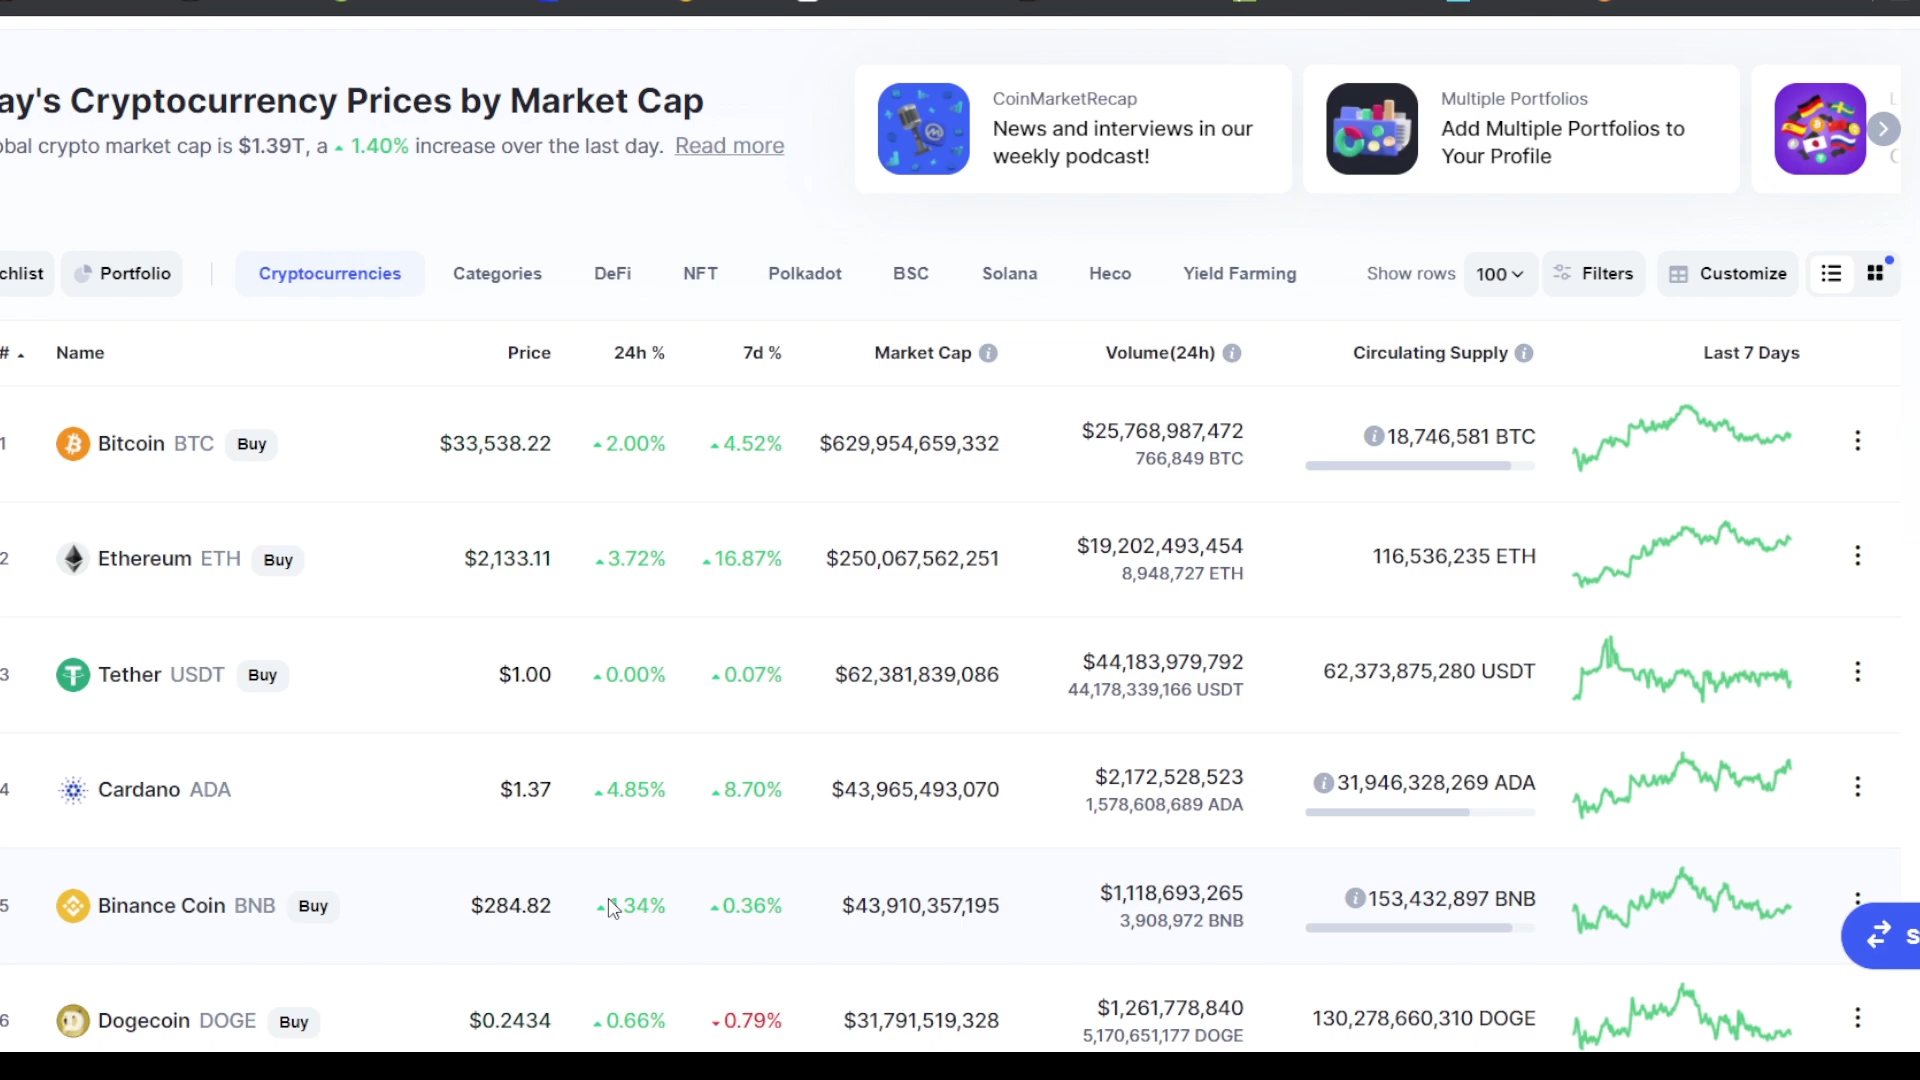 ay's Cryptocurrency Prices by Market Cap
obal crypto market cap is $1.39T, a 1.40% increase over the last day. Read more
CoinMarketRecap
News and interviews in our
weekly podcast!
Multiple Portfolios
Add Multiple Portfolios to
Your Profile
chlist Portfolio Cryptocurrencies Categories DeFi NFT Polkadot BSC Solana Heco Yield Farming Show rows 100 Filters Customize
# Name Price 24h % 7d % Market Cap Volume(24h) Circulating Supply Last 7 Days
1 Bitcoin BTC Buy $33,538.22 2.00% 4.52% $629,954,659,332 $25,768,987,472 18,746,581 BTC
766,849 BTC
2 Ethereum ETH Buy $2,133.11 3.72% 16.87% $250,067,562,251 $19,202,493,454 116,536,235 ETH
8,948,727 ETH
3 Tether USDT Buy $1.00 0.00% 0.07% $62,381,839,086 $44,183,979,792 62,373,875,280 USDT
44,178,339,166 USDT
4 Cardano ADA $1.37 4.85% 8.70% $43,965,493,070 $2,172,528,523 31,946,328,269 ADA
1,578,608,689 ADA
5 Binance Coin BNB Buy $284.82 .34% 0.36% $43,910,357,195 $1,118,693,265 153,432,897 BNB
3,908,972 BNB
S
6 Dogecoin DOGE Buy $0.2434 0.66% 0.79% $31,791,519,328 $1,261,778,840 130,278,660,310 DOGE
5,170,651,177 DOGE